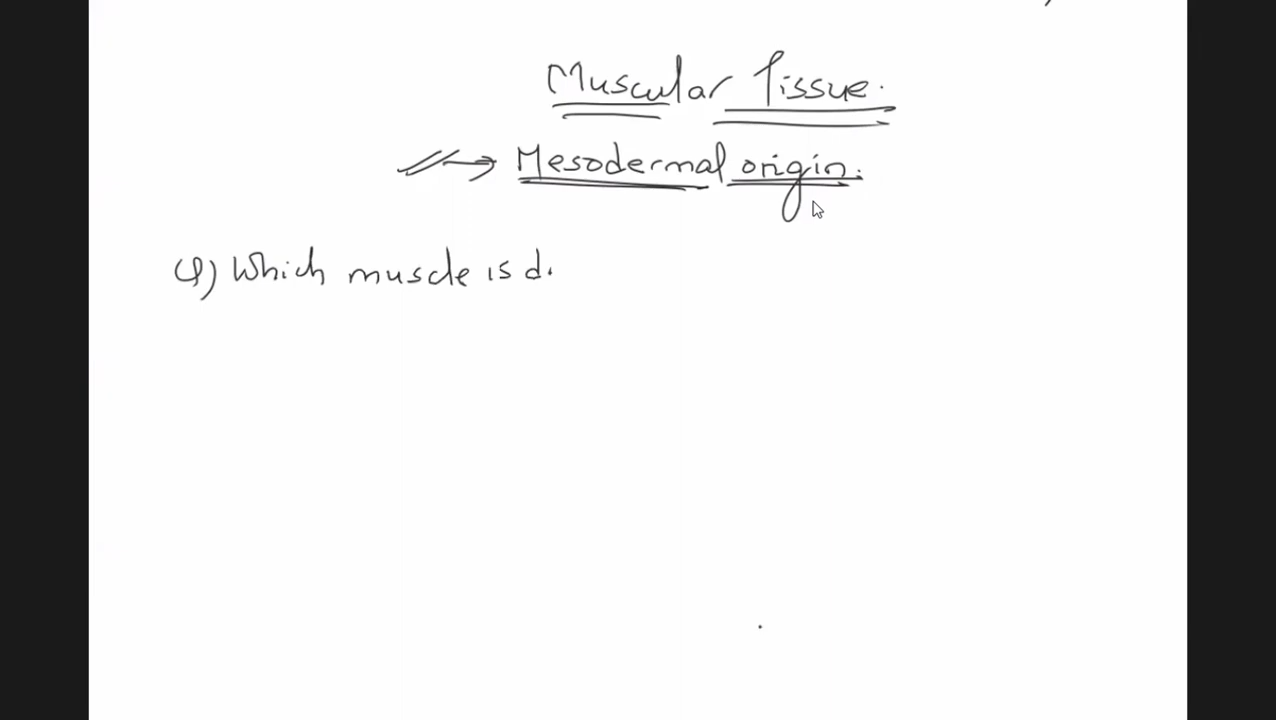 Muscular Tissue.
Mesodermal origin.
Q) Which muscle is d.